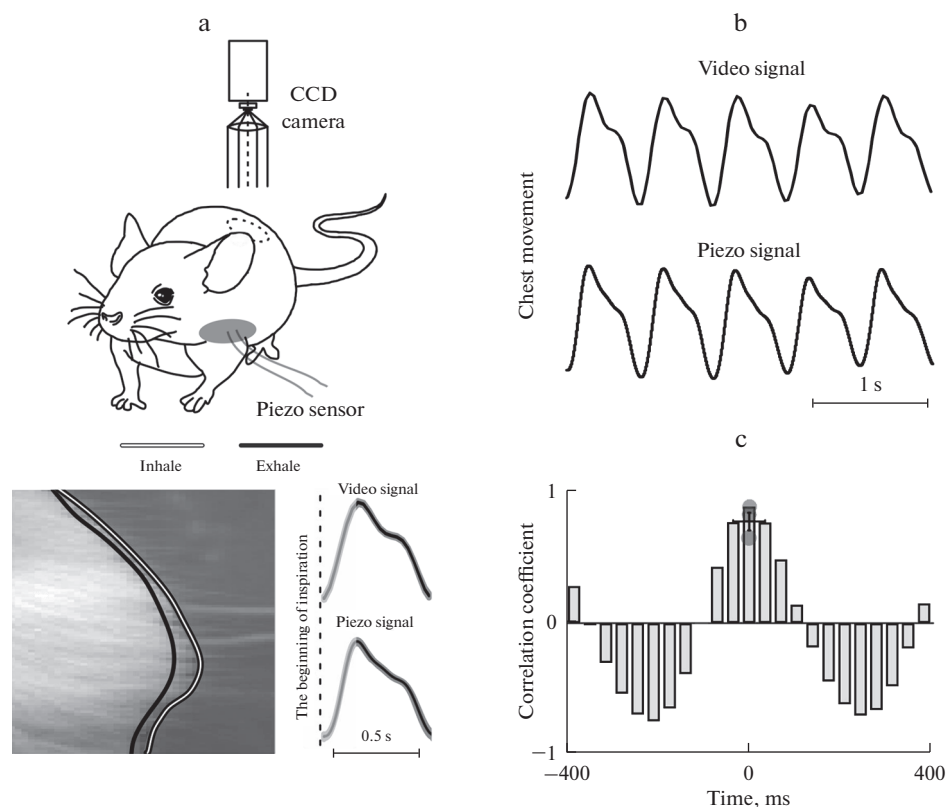 a
CCD
camera
Piezo sensor
Inhale
Exhale
The beginning of inspiration
Video signal
Piezo signal
0.5 s
b
Video signal
Chest movement
Piezo signal
1 s
c
Correlation coefficient
1
0
−1
−400
0
400
Time, ms